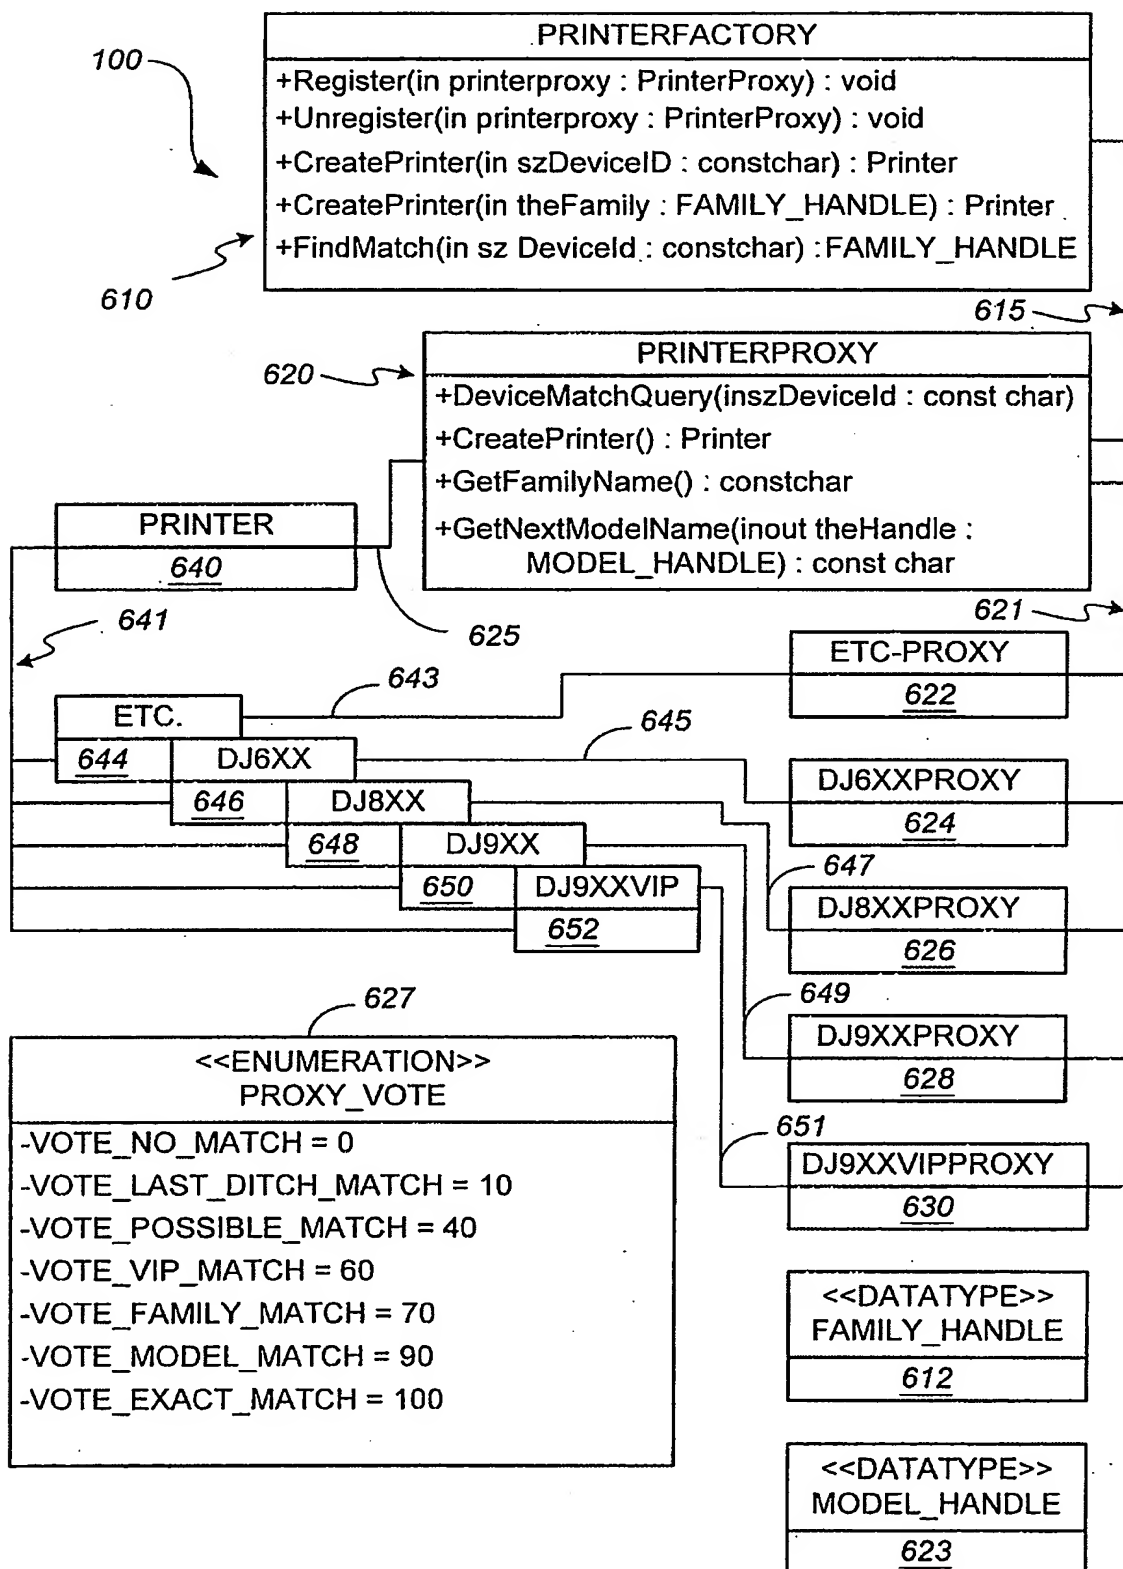 PRINTERFACTORY
100
+Register(in printerproxy : PrinterProxy) : void
+Unregister(in printerproxy : PrinterProxy) : void
+CreatePrinter(in szDeviceID : constchar) : Printer
+CreatePrinter(in theFamily : FAMILY_HANDLE) : Printer
+FindMatch(in sz DeviceId : constchar) : FAMILY_HANDLE
610
615
PRINTERPROXY
620
+DeviceMatchQuery(inszDeviceId : const char)
+CreatePrinter() : Printer
+GetFamilyName() : constchar
+GetNextModelName(inout theHandle :
MODEL_HANDLE) : const char
PRINTER
640
641
625
621
ETC-PROXY
622
643
ETC.
644
645
DJ6XX
646
DJ6XXPROXY
624
DJ8XX
648
647
DJ9XX
650
DJ8XXPROXY
626
DJ9XXVIP
652
649
627
DJ9XXPROXY
628
<<ENUMERATION>>
PROXY_VOTE
-VOTE_NO_MATCH = 0
-VOTE_LAST_DITCH_MATCH = 10
-VOTE_POSSIBLE_MATCH = 40
-VOTE_VIP_MATCH = 60
-VOTE_FAMILY_MATCH = 70
-VOTE_MODEL_MATCH = 90
-VOTE_EXACT_MATCH = 100
651
DJ9XXVIPPROXY
630
<<DATATYPE>>
FAMILY_HANDLE
612
<<DATATYPE>>
MODEL_HANDLE
623